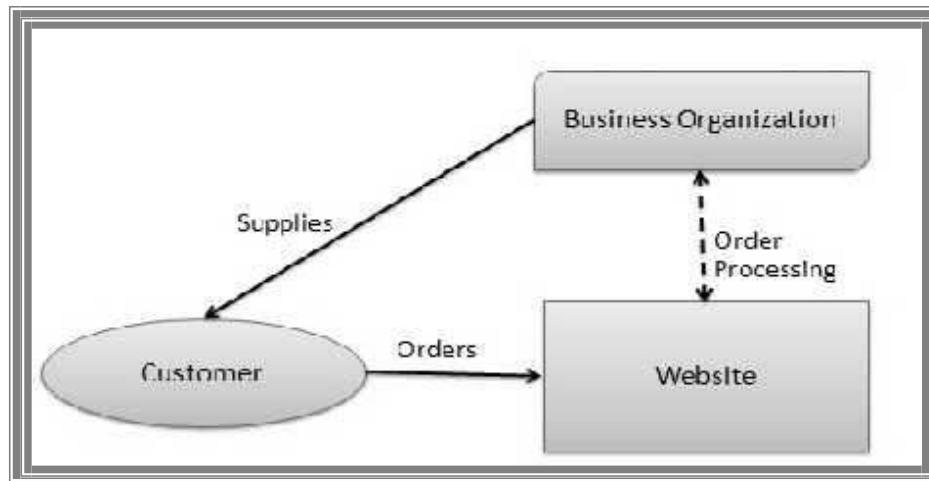 Business Organization
Supplies
Order
Processing
Orders
Customer
Website